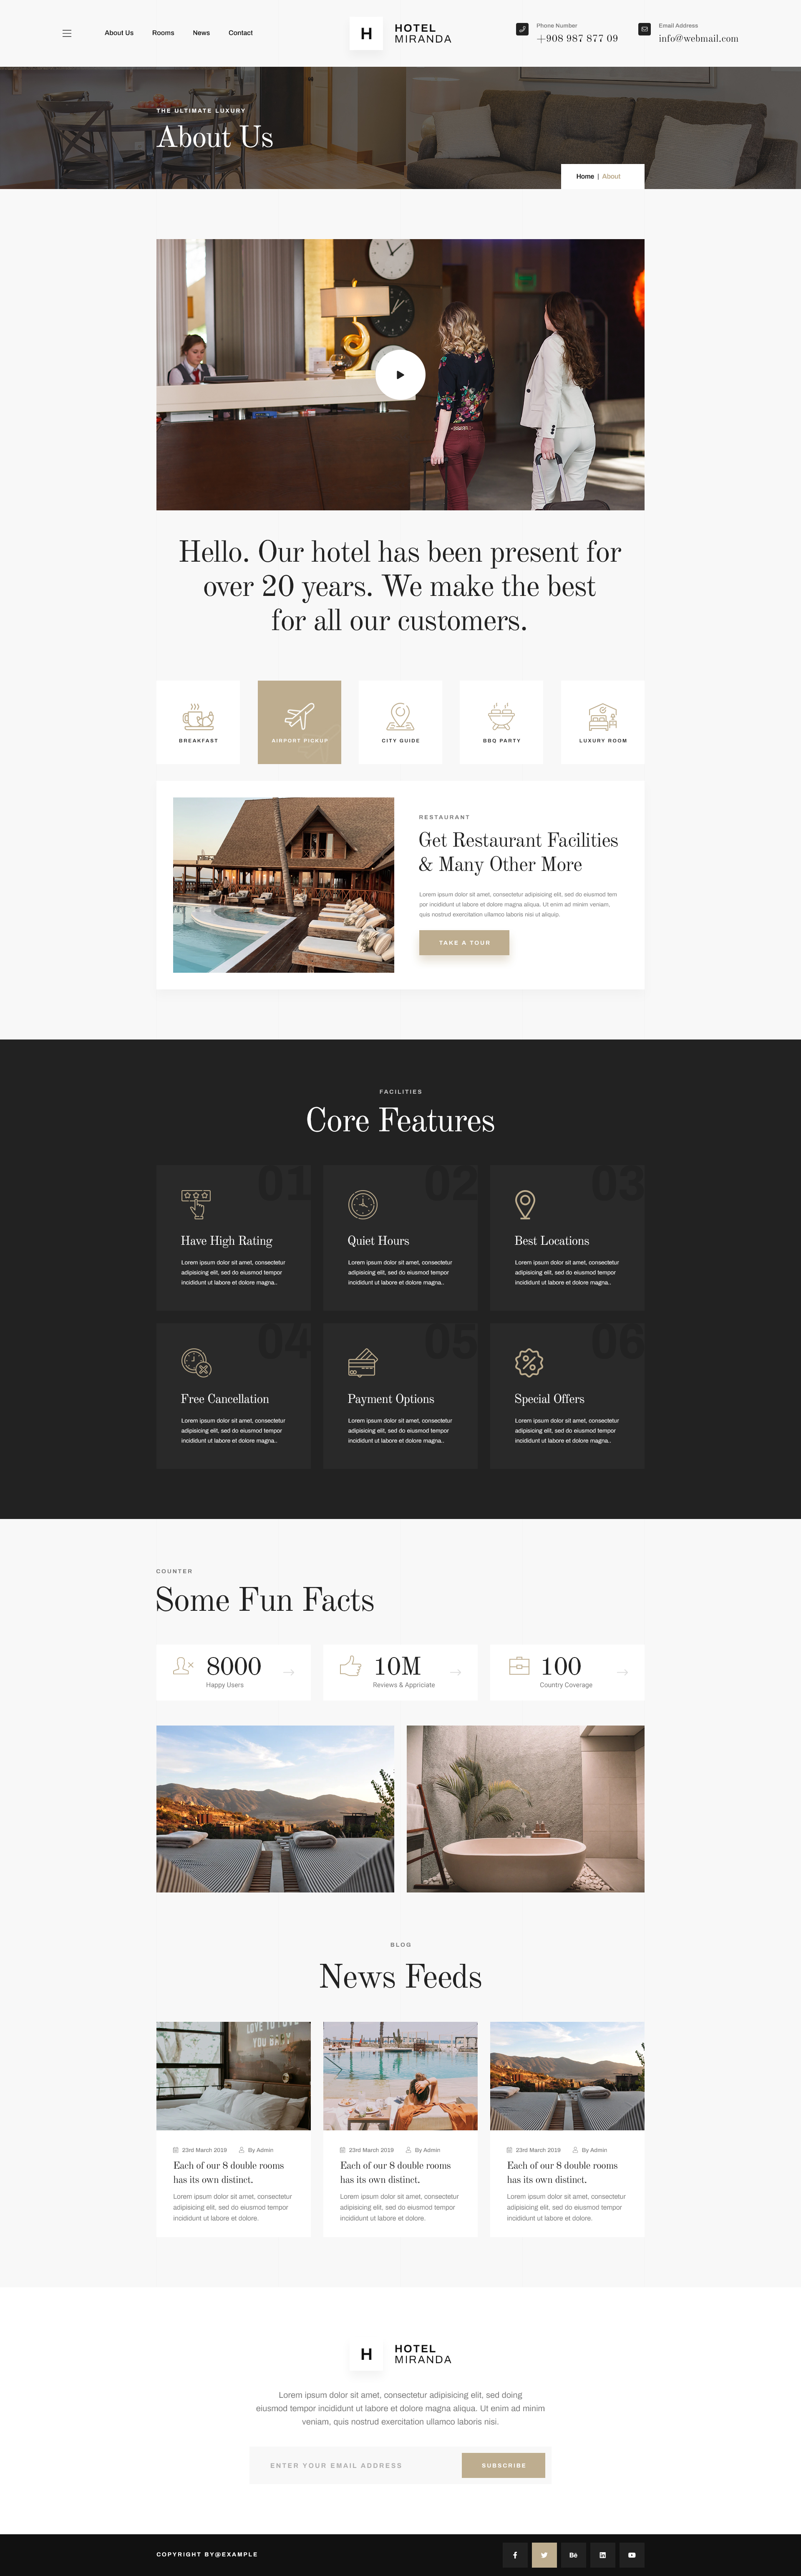 About Us
Rooms
News
Contact
H
HOTEL
MIRANDA
Phone Number
+908 987 877 09
Email Address
info@webmail.com
THE ULTIMATE LUXURY
About Us
Home | About
Hello. Our hotel has been present for
over 20 years. We make the best
for all our customers.
BREAKFAST
AIRPORT PICKUP
CITY GUIDE
BBQ PARTY
LUXURY ROOM
RESTAURANT
Get Restaurant Facilities
& Many Other More
Lorem ipsum dolor sit amet, consectetur adipisicing elit, sed do eiusmod tem
por incididunt ut labore et dolore magna aliqua. Ut enim ad minim veniam,
quis nostrud exercitation ullamco laboris nisi ut aliquip.
TAKE A TOUR
FACILITIES
Core Features
01
Have High Rating
Lorem ipsum dolor sit amet, consectetur
adipisicing elit, sed do eiusmod tempor
incididunt ut labore et dolore magna..
02
Quiet Hours
Lorem ipsum dolor sit amet, consectetur
adipisicing elit, sed do eiusmod tempor
incididunt ut labore et dolore magna..
03
Best Locations
Lorem ipsum dolor sit amet, consectetur
adipisicing elit, sed do eiusmod tempor
incididunt ut labore et dolore magna..
04
Free Cancellation
Lorem ipsum dolor sit amet, consectetur
adipisicing elit, sed do eiusmod tempor
incididunt ut labore et dolore magna..
05
Payment Options
Lorem ipsum dolor sit amet, consectetur
adipisicing elit, sed do eiusmod tempor
incididunt ut labore et dolore magna..
06
Special Offers
Lorem ipsum dolor sit amet, consectetur
adipisicing elit, sed do eiusmod tempor
incididunt ut labore et dolore magna..
COUNTER
Some Fun Facts
8000
Happy Users
10M
Reviews & Appriciate
100
Country Coverage
BLOG
News Feeds
23rd March 2019
By Admin
Each of our 8 double rooms
has its own distinct.
Lorem ipsum dolor sit amet, consectetur
adipisicing elit, sed do eiusmod tempor
incididunt ut labore et dolore.
23rd March 2019
By Admin
Each of our 8 double rooms
has its own distinct.
Lorem ipsum dolor sit amet, consectetur
adipisicing elit, sed do eiusmod tempor
incididunt ut labore et dolore.
23rd March 2019
By Admin
Each of our 8 double rooms
has its own distinct.
Lorem ipsum dolor sit amet, consectetur
adipisicing elit, sed do eiusmod tempor
incididunt ut labore et dolore.
H
HOTEL
MIRANDA
Lorem ipsum dolor sit amet, consectetur adipisicing elit, sed doing
eiusmod tempor incididunt ut labore et dolore magna aliqua. Ut enim ad minim
veniam, quis nostrud exercitation ullamco laboris nisi.
ENTER YOUR EMAIL ADDRESS
SUBSCRIBE
COPYRIGHT BY@EXAMPLE